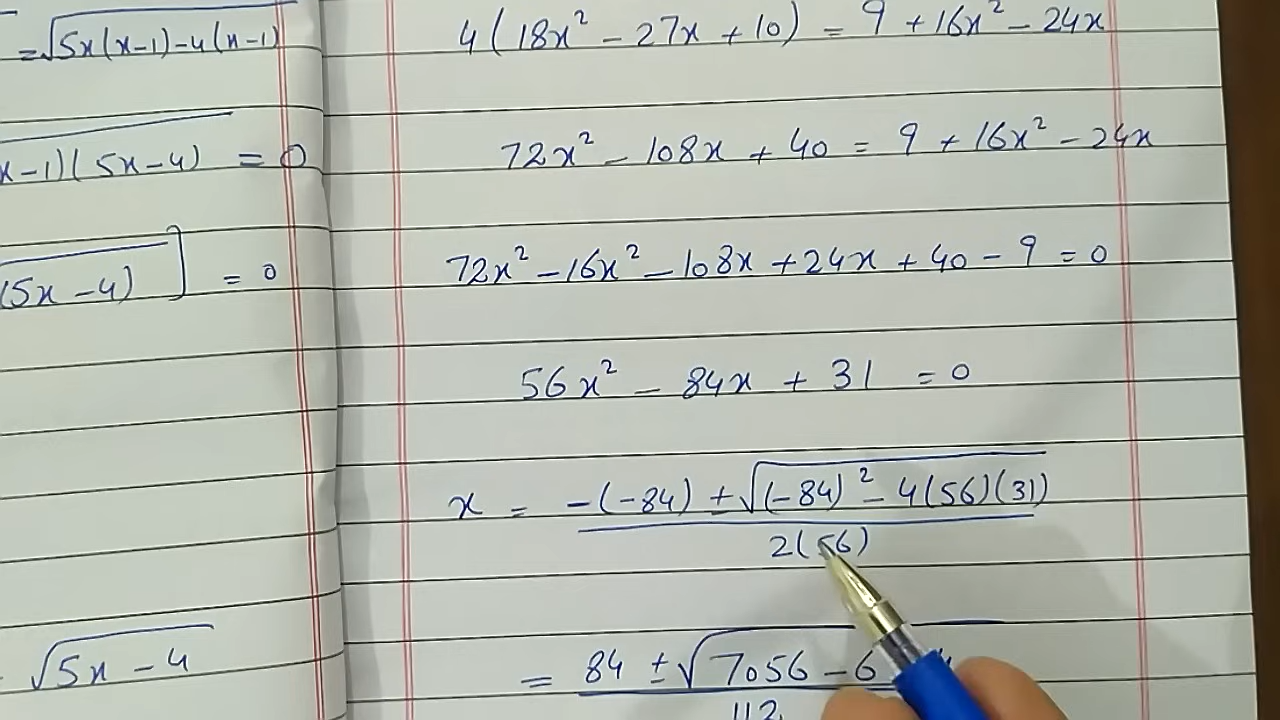 = √5x(x-1)-4(x-1)
x-1)(5x-4) = 0
(5x-4)] = 0
√5x-4
4(18x² - 27x + 10) = 9 + 16x² - 24x
72x² - 108x + 40 = 9 + 16x² - 24x
72x² - 16x² - 108x + 24x + 40 - 9 = 0
56x² - 84x + 31 = 0
x = -(-84) ± √(-84)² - 4(56)(31)
2(56)
= 84 ± √7056 - 6
112